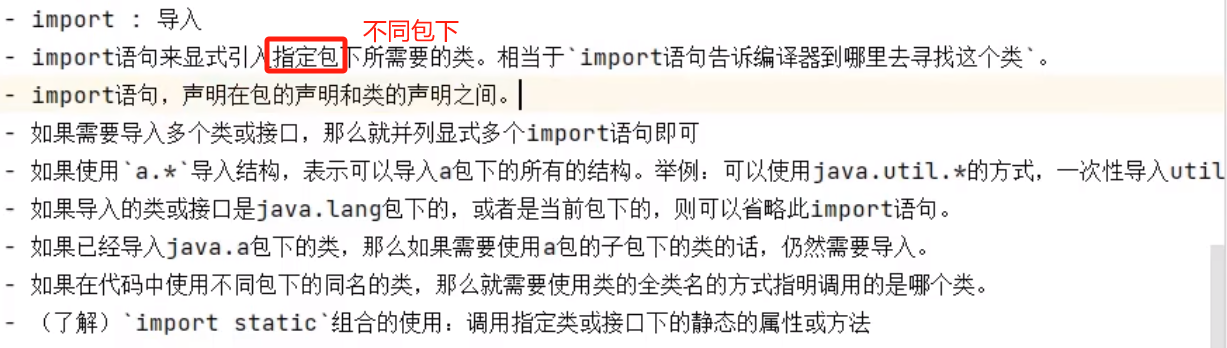 - import : 导入
不同包下
- import语句来显式引入指定包下所需要的类。相当于`import语句告诉编译器到哪里去寻找这个类`。
- import语句，声明在包的声明和类的声明之间。
- 如果需要导入多个类或接口，那么就并列显式多个import语句即可
- 如果使用`a.*`导入结构，表示可以导入a包下的所有的结构。举例：可以使用java.util.*的方式，一次性导入util
- 如果导入的类或接口是java.lang包下的，或者是当前包下的，则可以省略此import语句。
- 如果已经导入java.a包下的类，那么如果需要使用a包的子包下的类的话，仍然需要导入。
- 如果在代码中使用不同包下的同名的类，那么就需要使用类的全类名的方式指明调用的是哪个类。
- （了解）`import static`组合的使用：调用指定类或接口下的静态的属性或方法